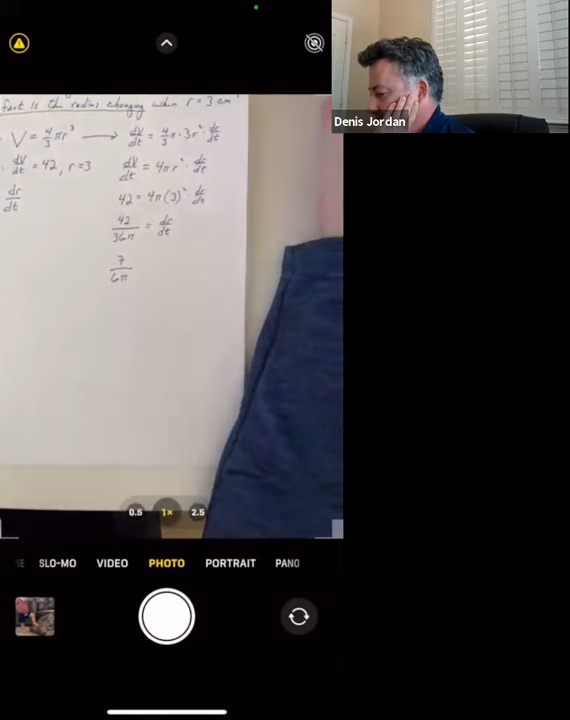 Denis Jordan
fast is the radius changing when r = 3 cm
V = 4/3 πr³ ⟶ dV/dt = 4/3 π · 3r² · dr/dt
dV/dt = 42, r = 3
dV/dt = 4πr² · dr/dt
dr/dt
42 = 4π(3)² dr/dt
42/36π = dr/dt
7/6π
0.5 1× 2.5
SLO-MO VIDEO PHOTO PORTRAIT PANO